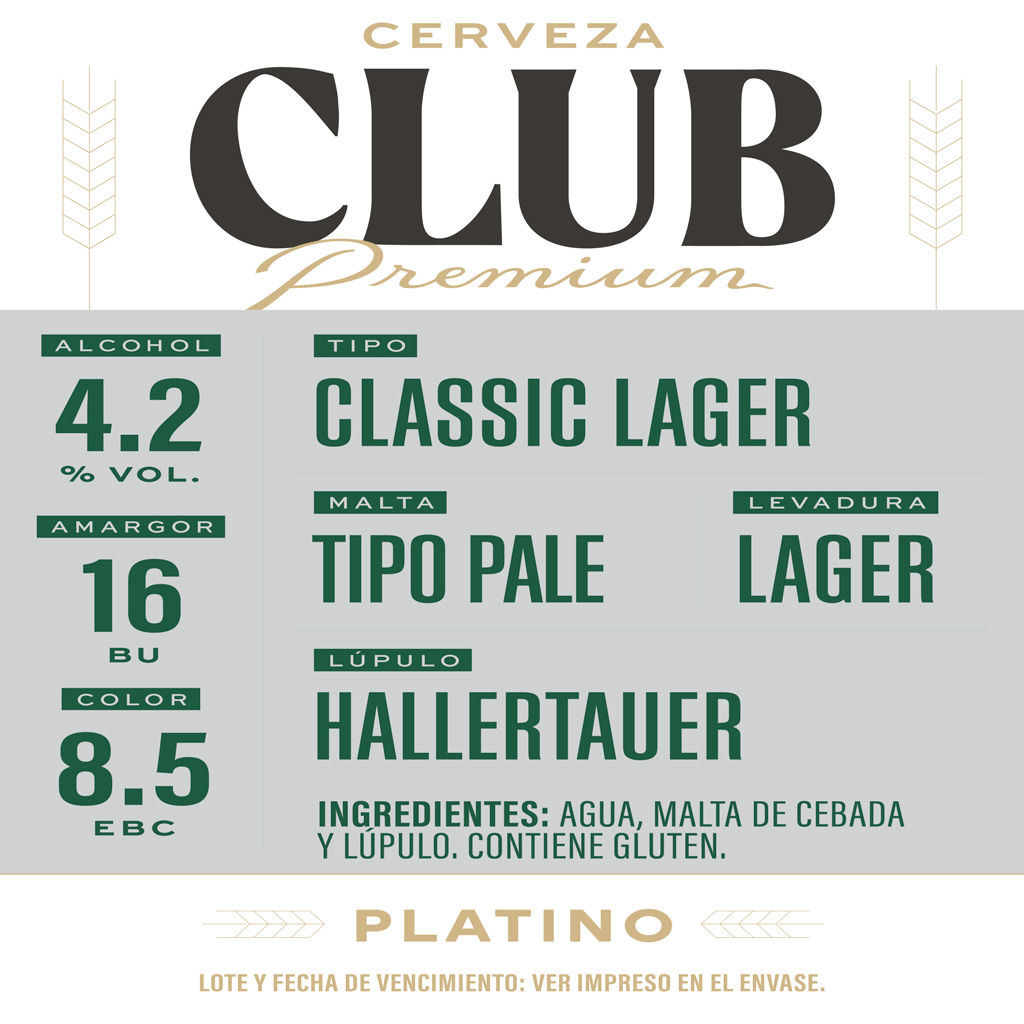 CERVEZA
CLUB
Premium
ALCOHOL
4.2
% VOL.
AMARGOR
16
BU
COLOR
8.5
EBC
TIPO
CLASSIC LAGER
MALTA
TIPO PALE
LEVADURA
LAGER
LÚPULO
HALLERTAUER
INGREDIENTES: AGUA, MALTA DE CEBADA
Y LÚPULO. CONTIENE GLUTEN.
PLATINO
LOTE Y FECHA DE VENCIMIENTO: VER IMPRESO EN EL ENVASE.